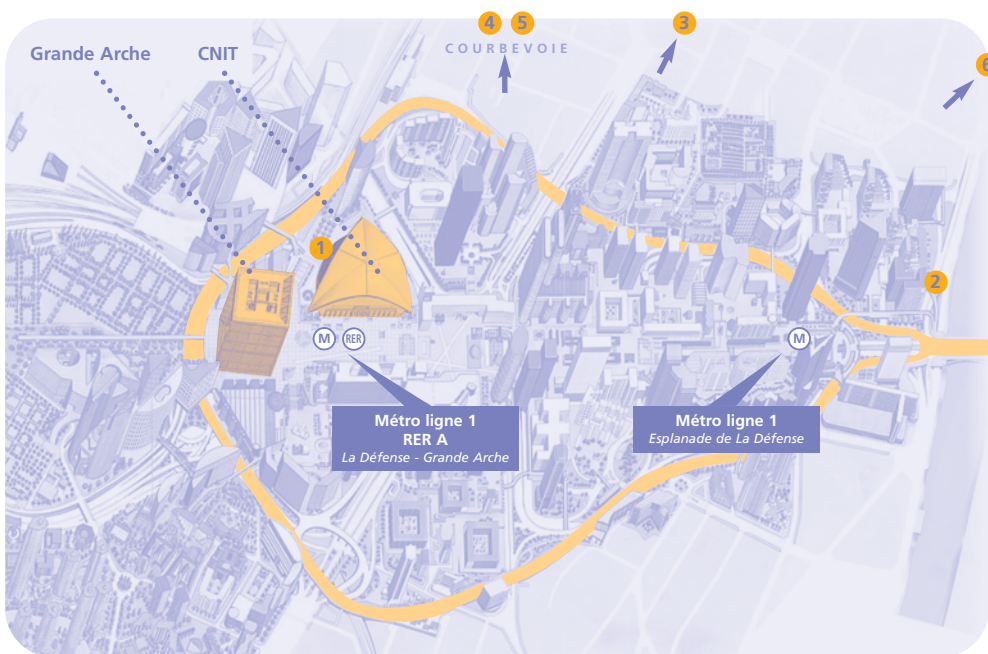 4 5
3
COURBEVOIE
Grande Arche
CNIT
6
1
2
M RER
M
Métro ligne 1
RER A
La Défense - Grande Arche
Métro ligne 1
Esplanade de La Défense